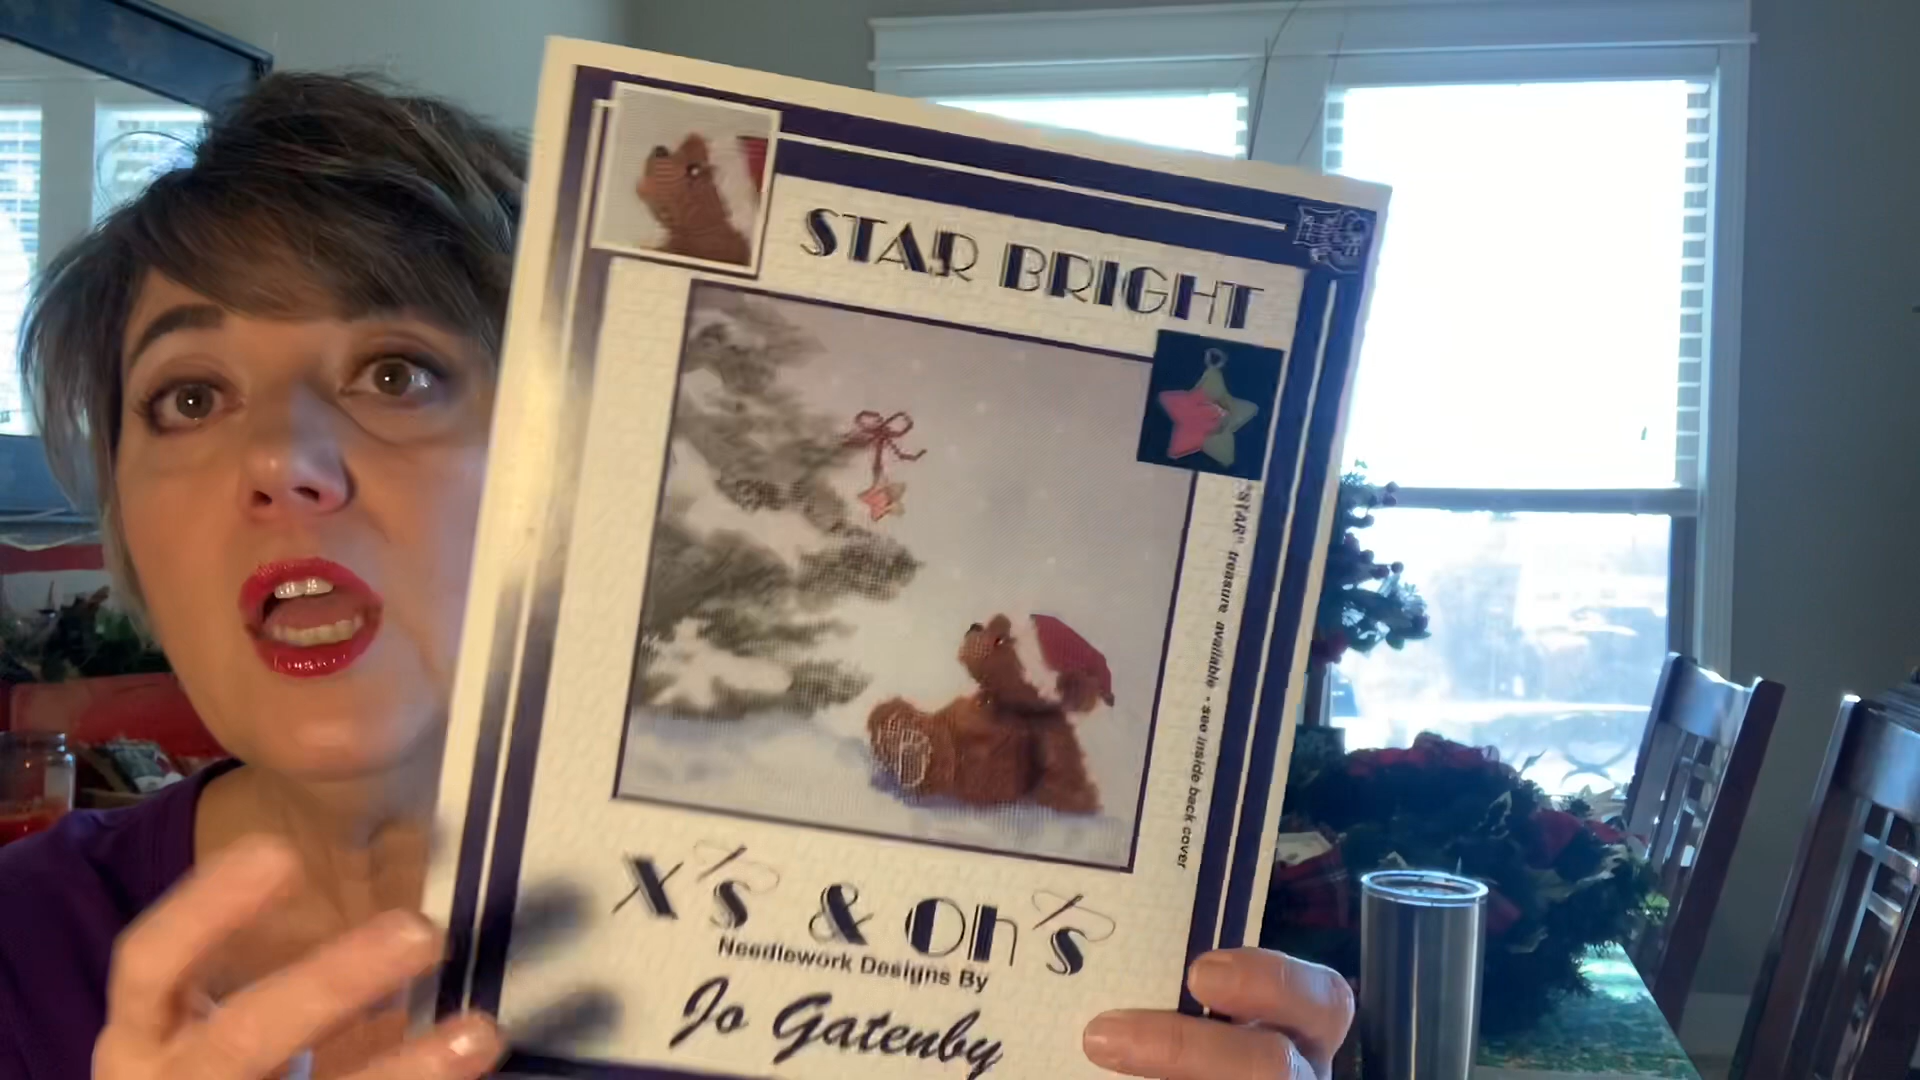 STAR BRIGHT
"STAR" treasure available - see inside back cover
X's & Oh's
Needlework Designs By
Jo Gatenby